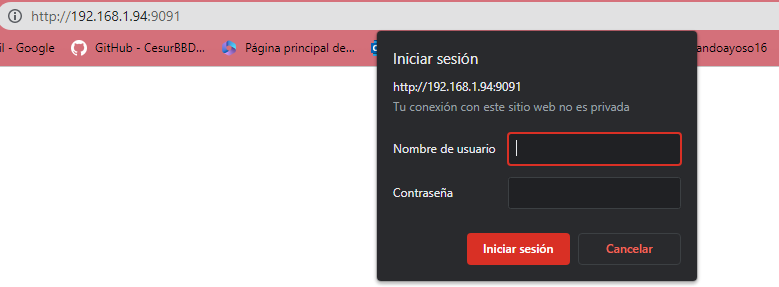 http://192.168.1.94:9091
il - Google GitHub - CesurBBD... Página principal de... andoayoso16
Iniciar sesión
http://192.168.1.94:9091
Tu conexión con este sitio web no es privada
Nombre de usuario
Contraseña
Iniciar sesión Cancelar